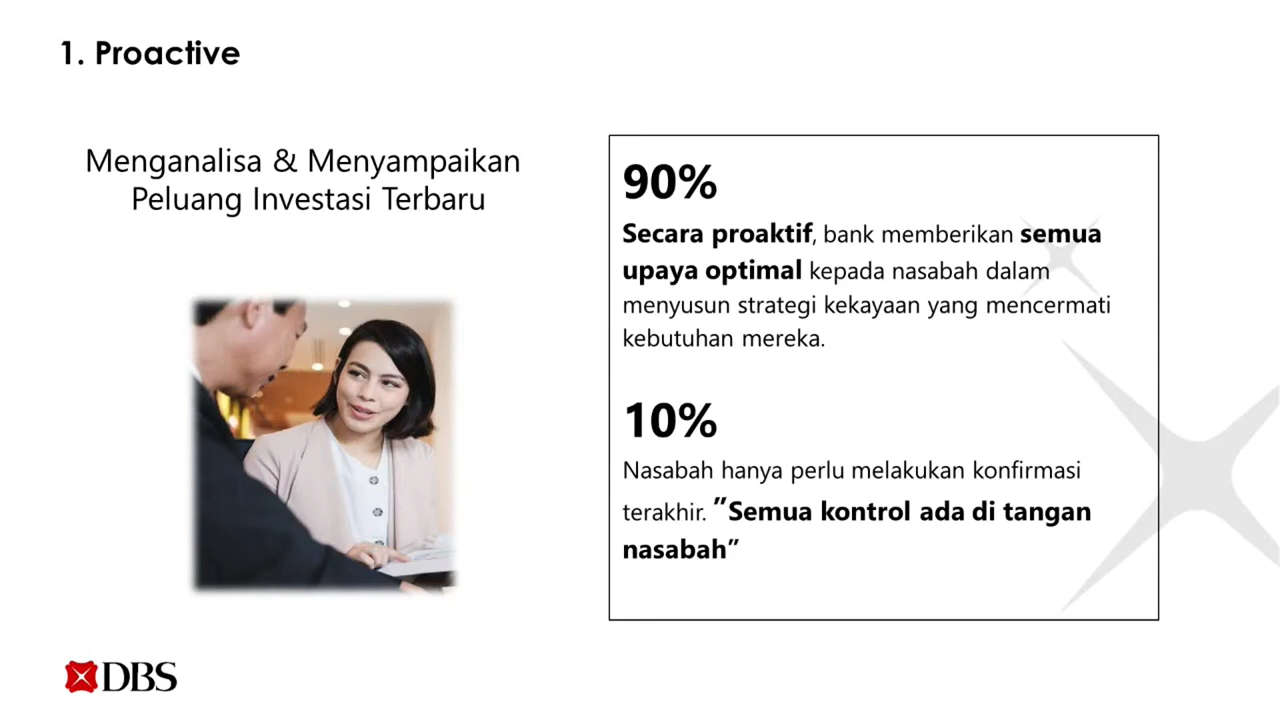 1. Proactive
Menganalisa & Menyampaikan
Peluang Investasi Terbaru
90%
Secara proaktif, bank memberikan semua
upaya optimal kepada nasabah dalam
menyusun strategi kekayaan yang mencermati
kebutuhan mereka.
10%
Nasabah hanya perlu melakukan konfirmasi
terakhir. ”Semua kontrol ada di tangan
nasabah”
DBS